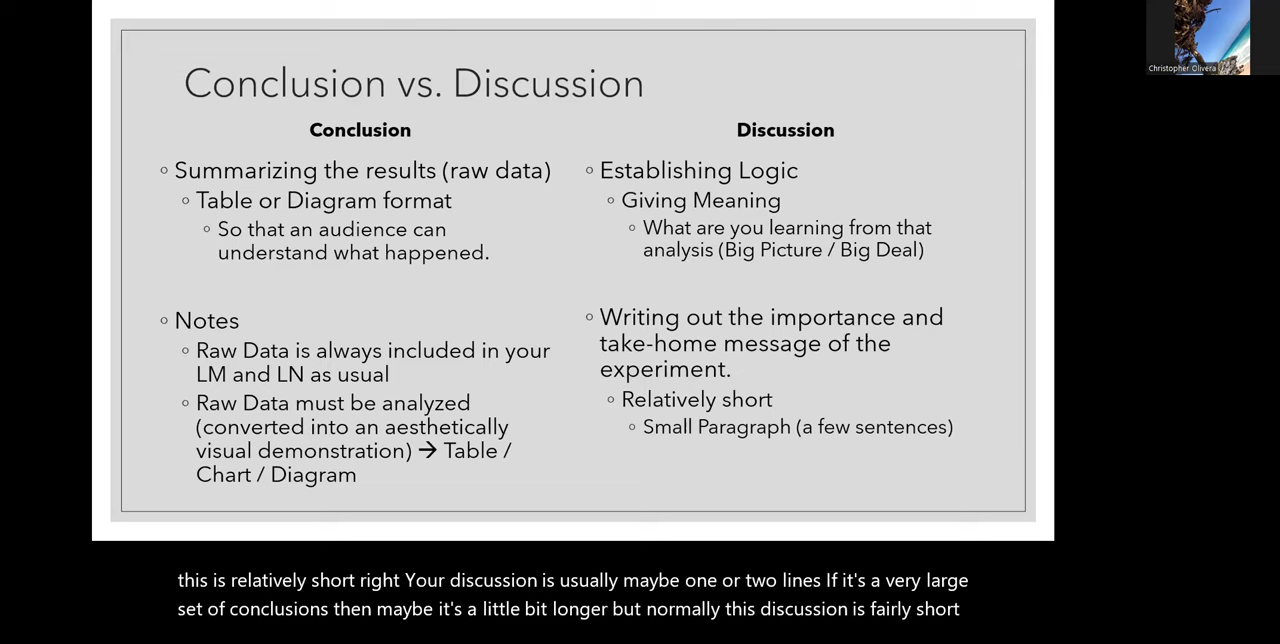 Conclusion vs. Discussion
Conclusion
◦ Summarizing the results (raw data)
◦ Table or Diagram format
◦ So that an audience can
understand what happened.
◦ Notes
◦ Raw Data is always included in your
LM and LN as usual
◦ Raw Data must be analyzed
(converted into an aesthetically
visual demonstration) → Table /
Chart / Diagram
Discussion
◦ Establishing Logic
◦ Giving Meaning
◦ What are you learning from that
analysis (Big Picture / Big Deal)
◦ Writing out the importance and
take-home message of the
experiment.
◦ Relatively short
◦ Small Paragraph (a few sentences)
Christopher Olivera
this is relatively short right Your discussion is usually maybe one or two lines If it's a very large
set of conclusions then maybe it's a little bit longer but normally this discussion is fairly short